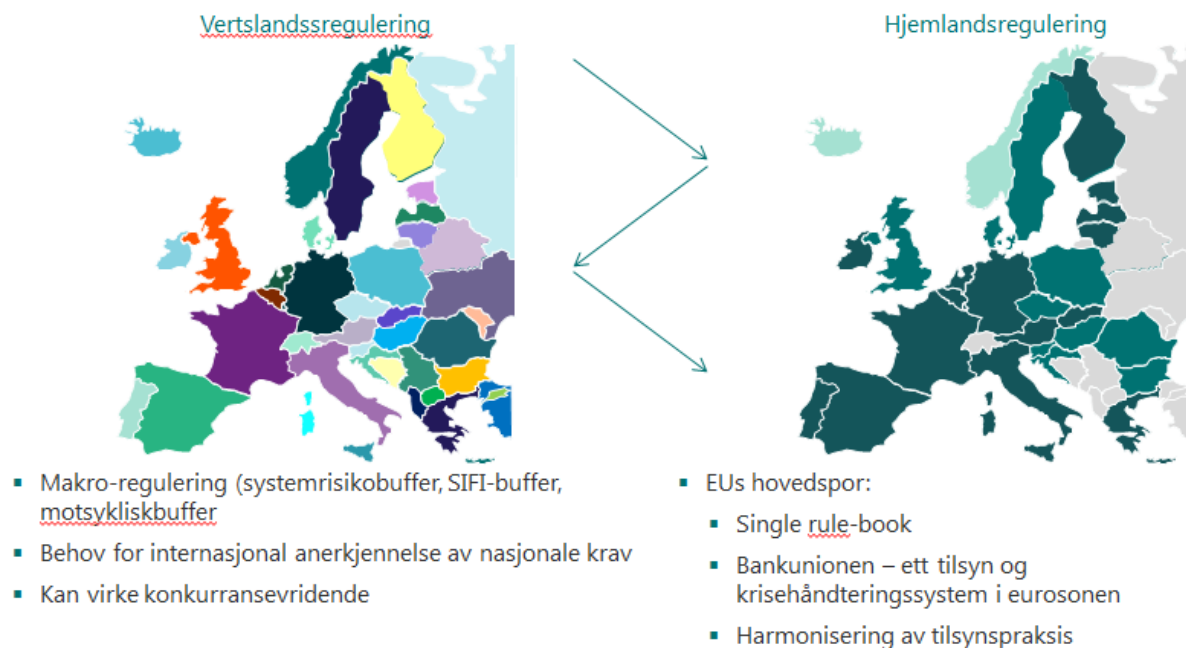 Vertslandssregulering
Hjemlandsregulering
▪ Makro-regulering (systemrisikobuffer, SIFI-buffer,
motsykliskbuffer
▪ Behov for internasjonal anerkjennelse av nasjonale krav
▪ Kan virke konkurransevridende
▪ EUs hovedspor:
▪ Single rule-book
▪ Bankunionen – ett tilsyn og
krisehåndteringssystem i eurosonen
▪ Harmonisering av tilsynspraksis